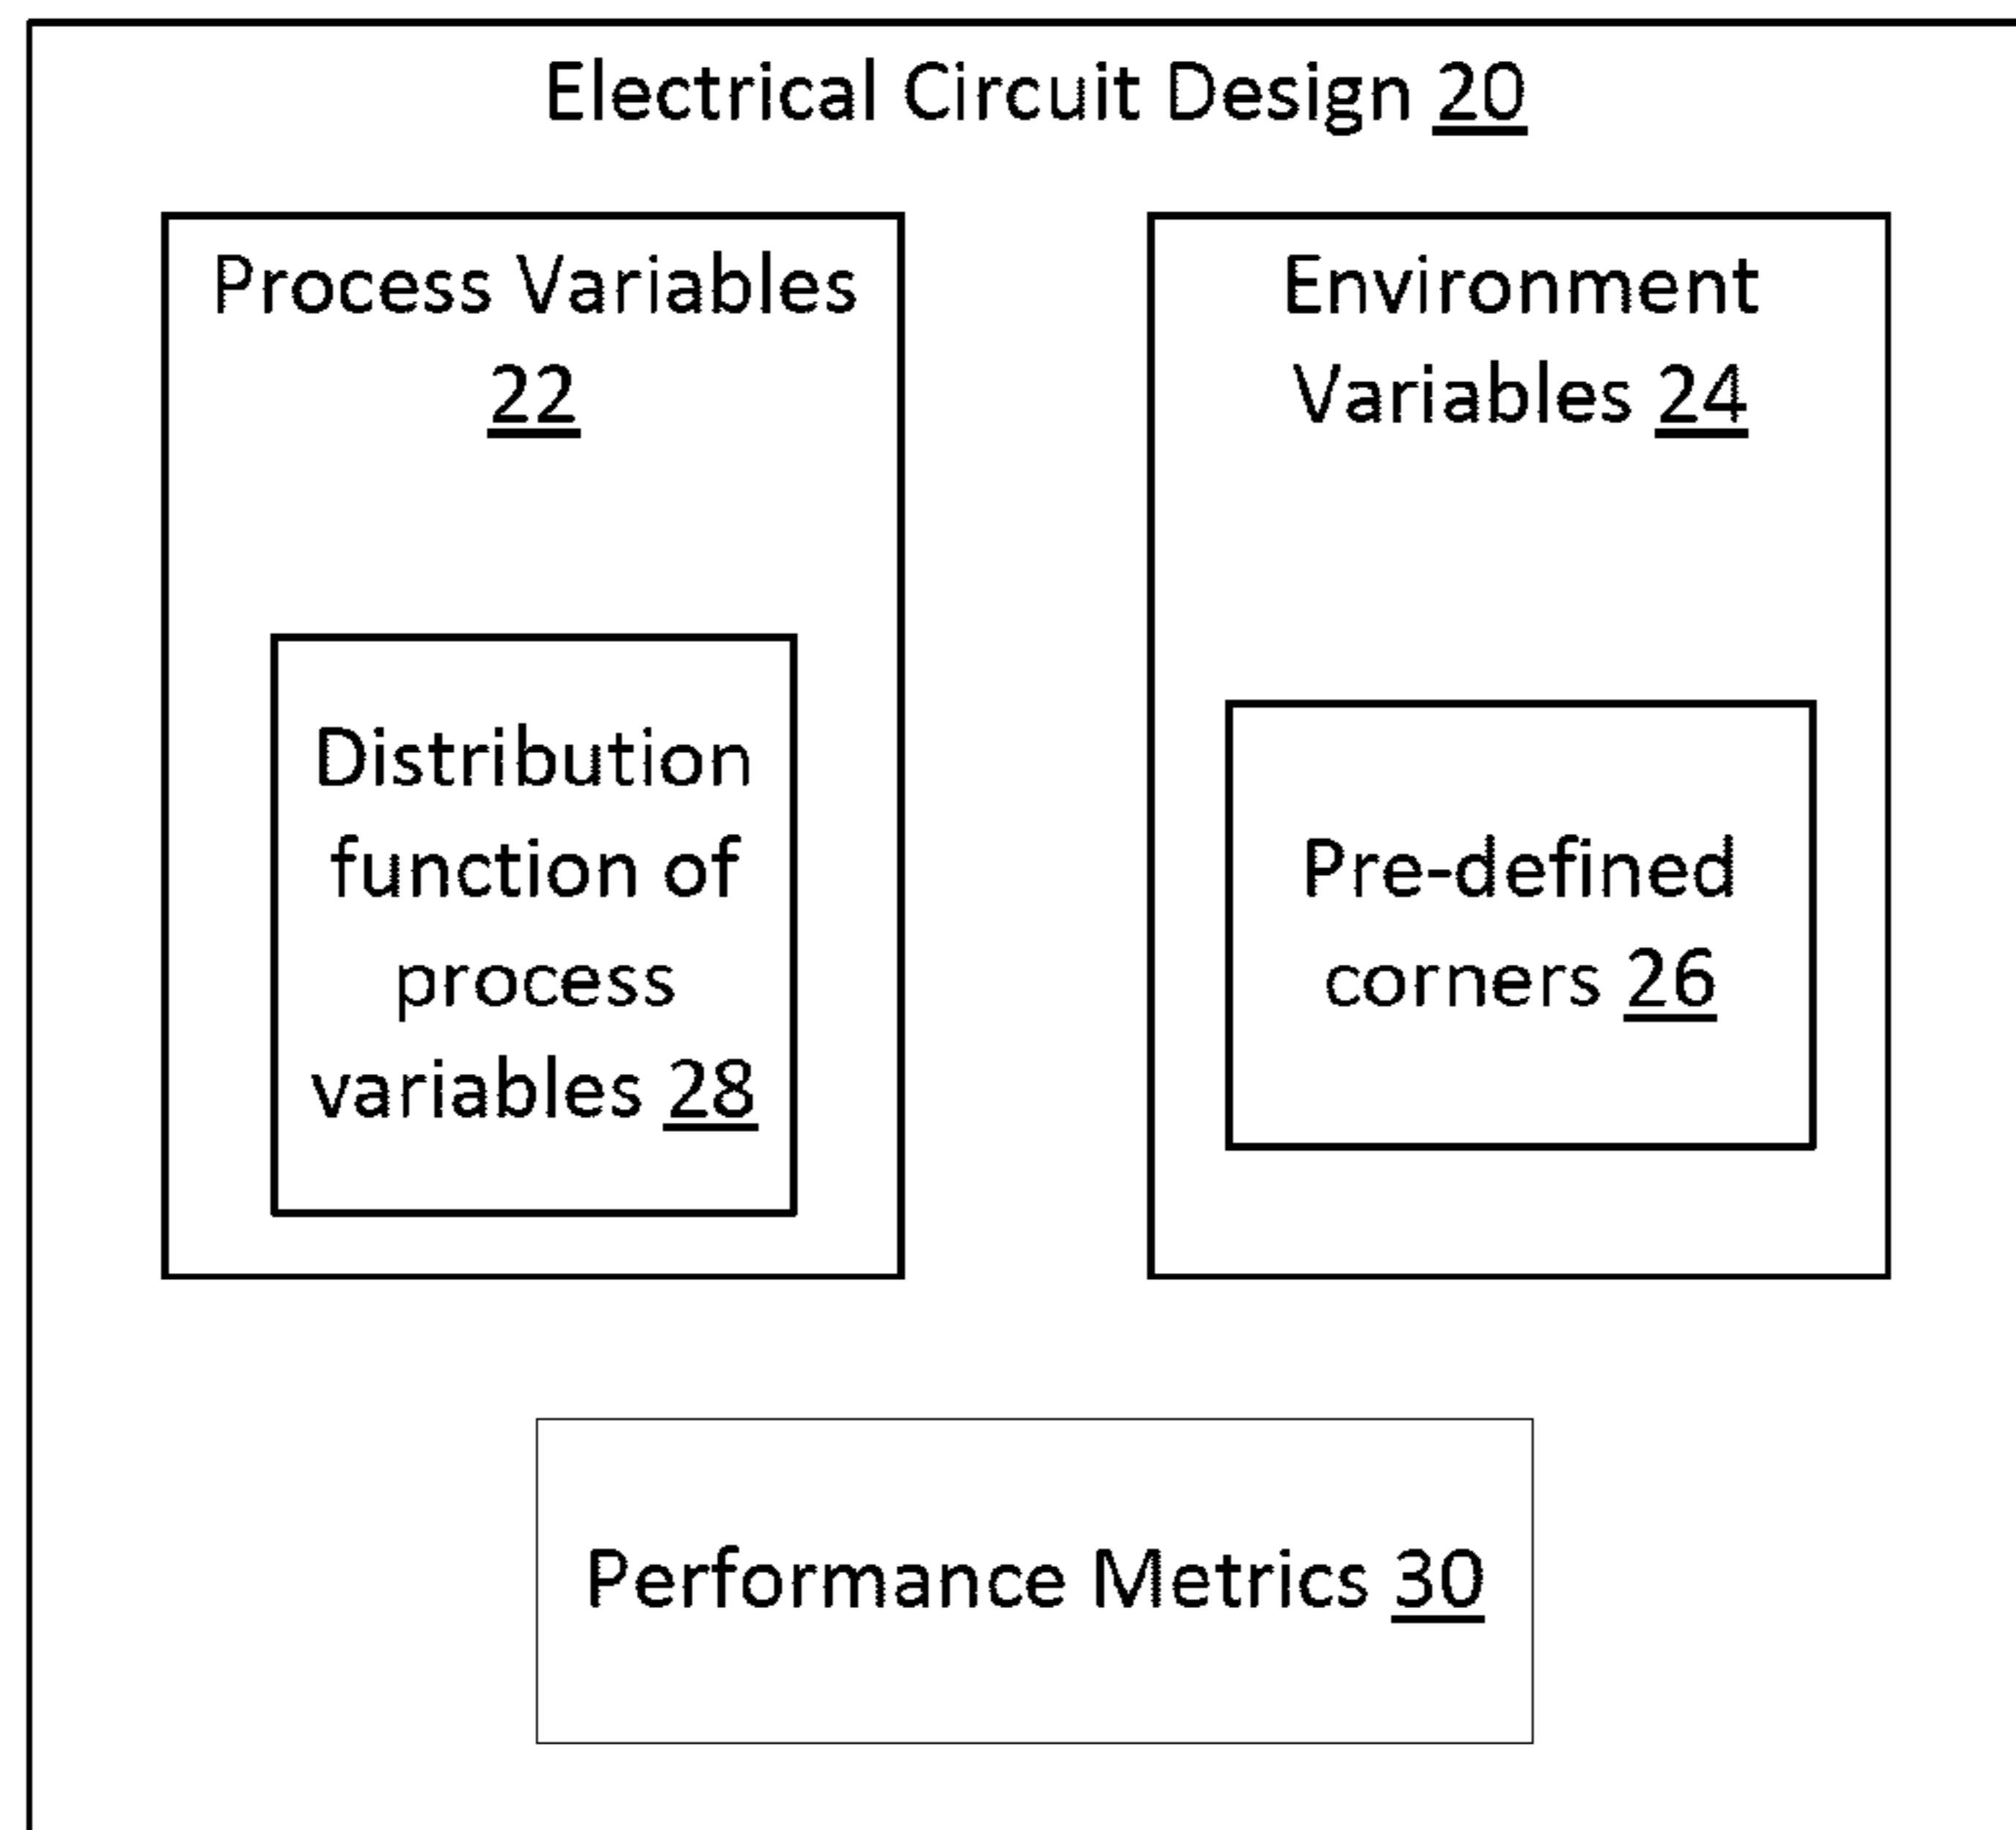 Electrical Circuit Design 20
Process Variables
22
Distribution
function of
process
variables 28
Environment
Variables 24
Pre-defined
corners 26
Performance Metrics 30